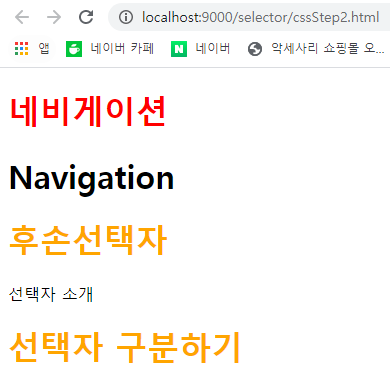 localhost:9000/selector/cssStep2.html
앱 네이버 카페 네이버 악세사리 쇼핑몰 오...
네비게이션
Navigation
후손선택자
선택자 소개
선택자 구분하기